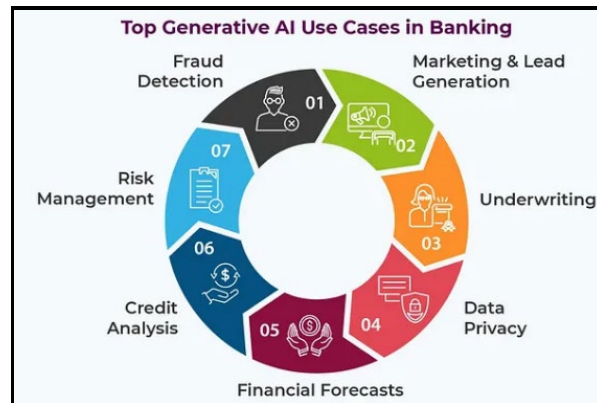 Top Generative AI Use Cases in Banking
Fraud
Detection
01
Marketing & Lead
Generation
02
Underwriting
03
Data
Privacy
04
Financial Forecasts
05
Credit
Analysis
06
Risk
Management
07